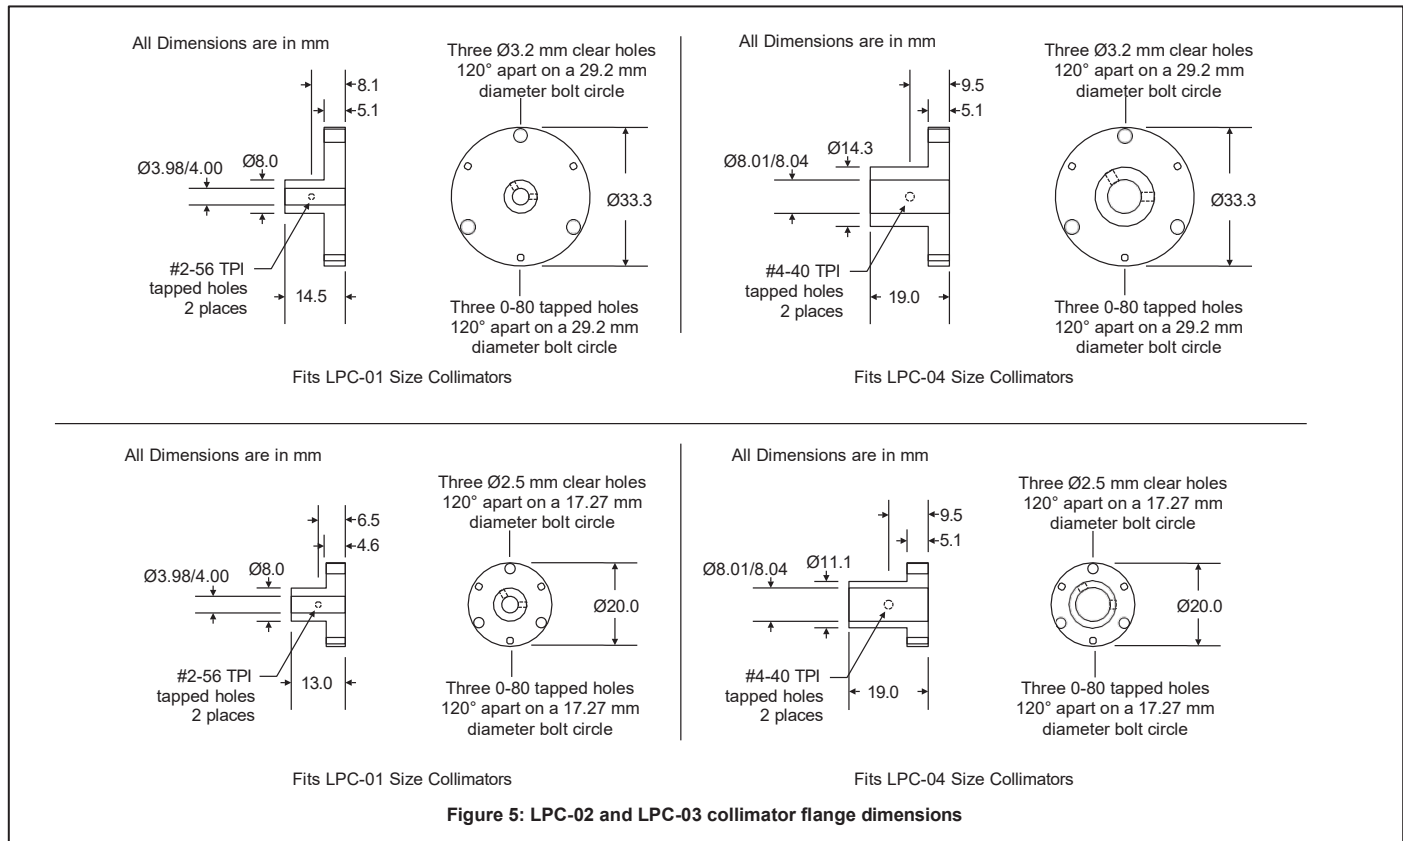 All Dimensions are in mm
Three Ø3.2 mm clear holes
120° apart on a 29.2 mm
diameter bolt circle
8.1
5.1
Ø3.98/4.00
Ø8.0
Ø33.3
#2-56 TPI
tapped holes
2 places
14.5
Three 0-80 tapped holes
120° apart on a 29.2 mm
diameter bolt circle
Fits LPC-01 Size Collimators
All Dimensions are in mm
Three Ø3.2 mm clear holes
120° apart on a 29.2 mm
diameter bolt circle
9.5
5.1
Ø14.3
Ø8.01/8.04
Ø33.3
#4-40 TPI
tapped holes
2 places
19.0
Three 0-80 tapped holes
120° apart on a 29.2 mm
diameter bolt circle
Fits LPC-04 Size Collimators
All Dimensions are in mm
Three Ø2.5 mm clear holes
120° apart on a 17.27 mm
diameter bolt circle
6.5
4.6
Ø3.98/4.00
Ø8.0
Ø20.0
#2-56 TPI
tapped holes
2 places
13.0
Three 0-80 tapped holes
120° apart on a 17.27 mm
diameter bolt circle
Fits LPC-01 Size Collimators
All Dimensions are in mm
Three Ø2.5 mm clear holes
120° apart on a 17.27 mm
diameter bolt circle
9.5
5.1
Ø11.1
Ø8.01/8.04
Ø20.0
#4-40 TPI
tapped holes
2 places
19.0
Three 0-80 tapped holes
120° apart on a 17.27 mm
diameter bolt circle
Fits LPC-04 Size Collimators
Figure 5: LPC-02 and LPC-03 collimator flange dimensions